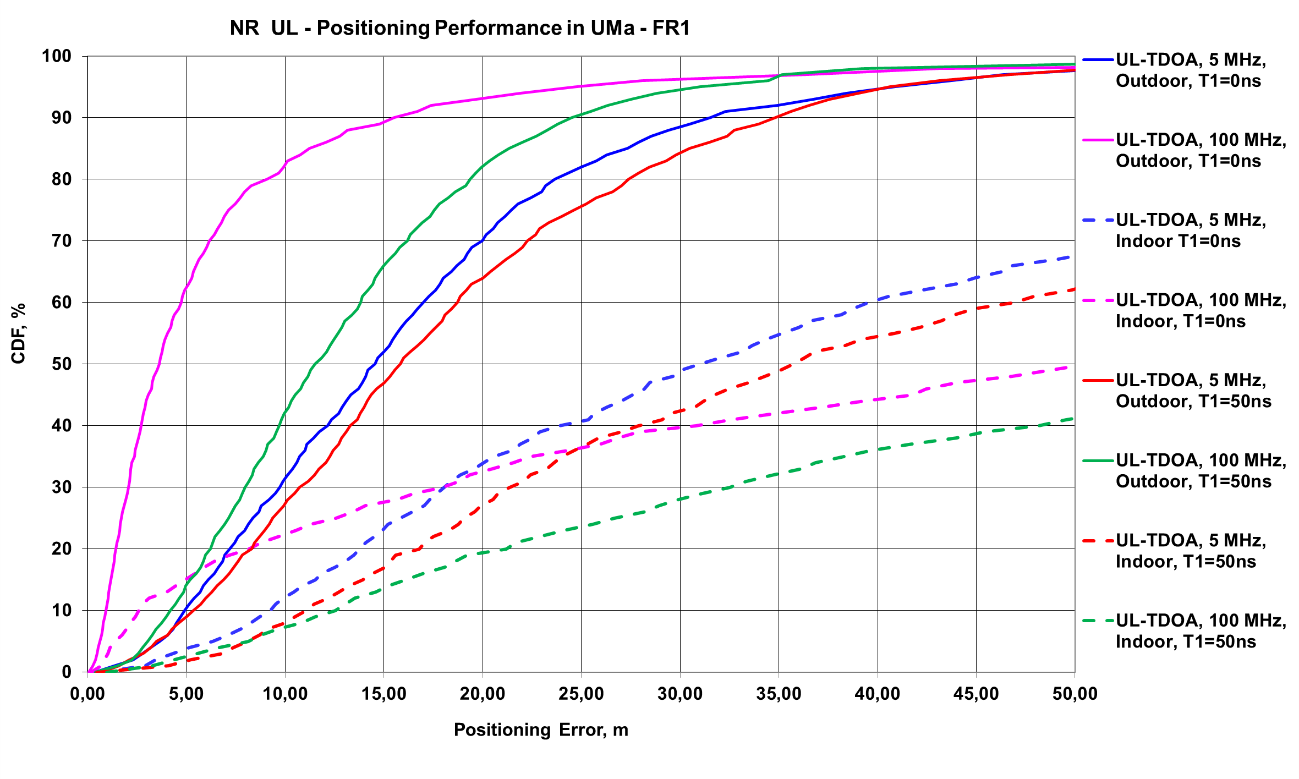 NR UL - Positioning Performance in UMa - FR1
CDF, %
100
90
80
70
60
50
40
30
20
10
0
0,00 5,00 10,00 15,00 20,00 25,00 30,00 35,00 40,00 45,00 50,00
Positioning Error, m
UL-TDOA, 5 MHz,
Outdoor, T1=0ns
UL-TDOA, 100 MHz,
Outdoor, T1=0ns
UL-TDOA, 5 MHz,
Indoor T1=0ns
UL-TDOA, 100 MHz,
Indoor, T1=0ns
UL-TDOA, 5 MHz,
Outdoor, T1=50ns
UL-TDOA, 100 MHz,
Outdoor, T1=50ns
UL-TDOA, 5 MHz,
Indoor, T1=50ns
UL-TDOA, 100 MHz,
Indoor, T1=50ns